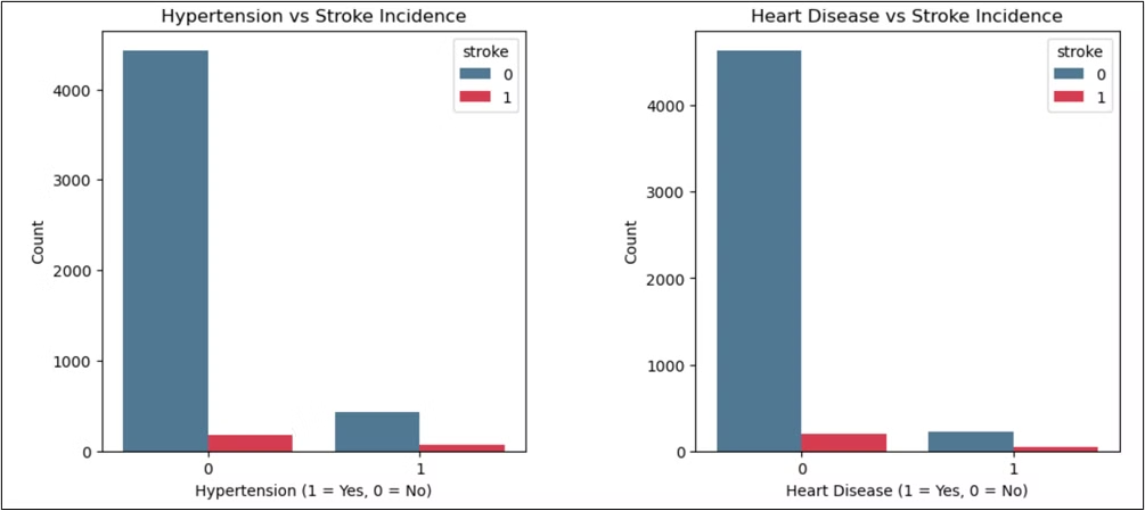 Hypertension vs Stroke Incidence
stroke
0
1
4000
3000
2000
1000
0
Count
0
1
Hypertension (1 = Yes, 0 = No)
Heart Disease vs Stroke Incidence
stroke
0
1
4000
3000
2000
1000
0
Count
0
1
Heart Disease (1 = Yes, 0 = No)